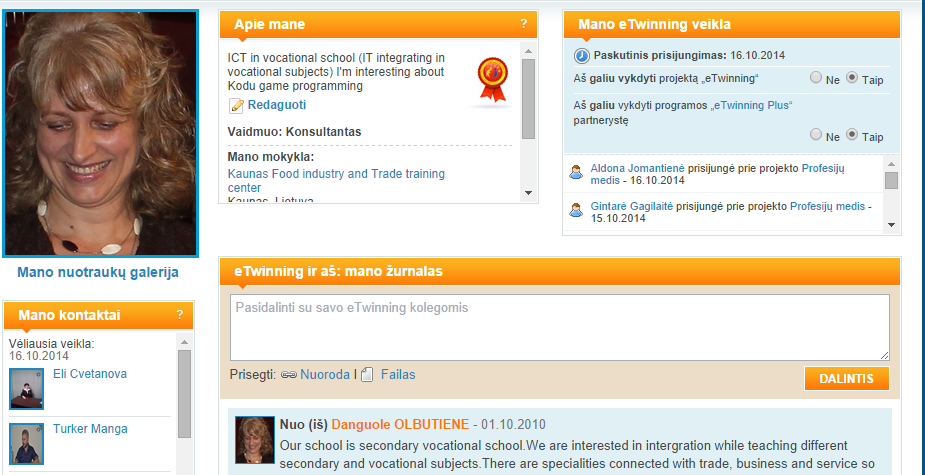 Mano nuotraukų galerija
Mano kontaktai ?
Vėliausia veikla:
16.10.2014
Eli Cvetanova
Turker Manga
Apie mane ?
ICT in vocational school (IT integrating in
vocational subjects) I'm interesting about
Kodu game programming
Redaguoti
Vaidmuo: Konsultantas
Mano mokykla:
Kaunas Food industry and Trade training
center
Kaunas, Lietuva
Mano eTwinning veikla
Paskutinis prisijungimas: 16.10.2014
Aš galiu vykdyti projektą „eTwinning“
Ne Taip
Aš galiu vykdyti programos „eTwinning Plus“
partnerystę
Ne Taip
Aldona Jomantienė prisijungė prie projekto Profesijų
medis - 16.10.2014
Gintarė Gagilaitė prisijungė prie projekto Profesijų medis -
15.10.2014
eTwinning ir aš: mano žurnalas
Pasidalinti su savo eTwinning kolegomis
Prisegti: Nuoroda I Failas
DALINTIS
Nuo (iš) Danguole OLBUTIENE - 01.10.2010
Our school is secondary vocational school.We are interested in intergration while teaching different
secondary and vocational subjects.There are specialities connected with trade, business and service so